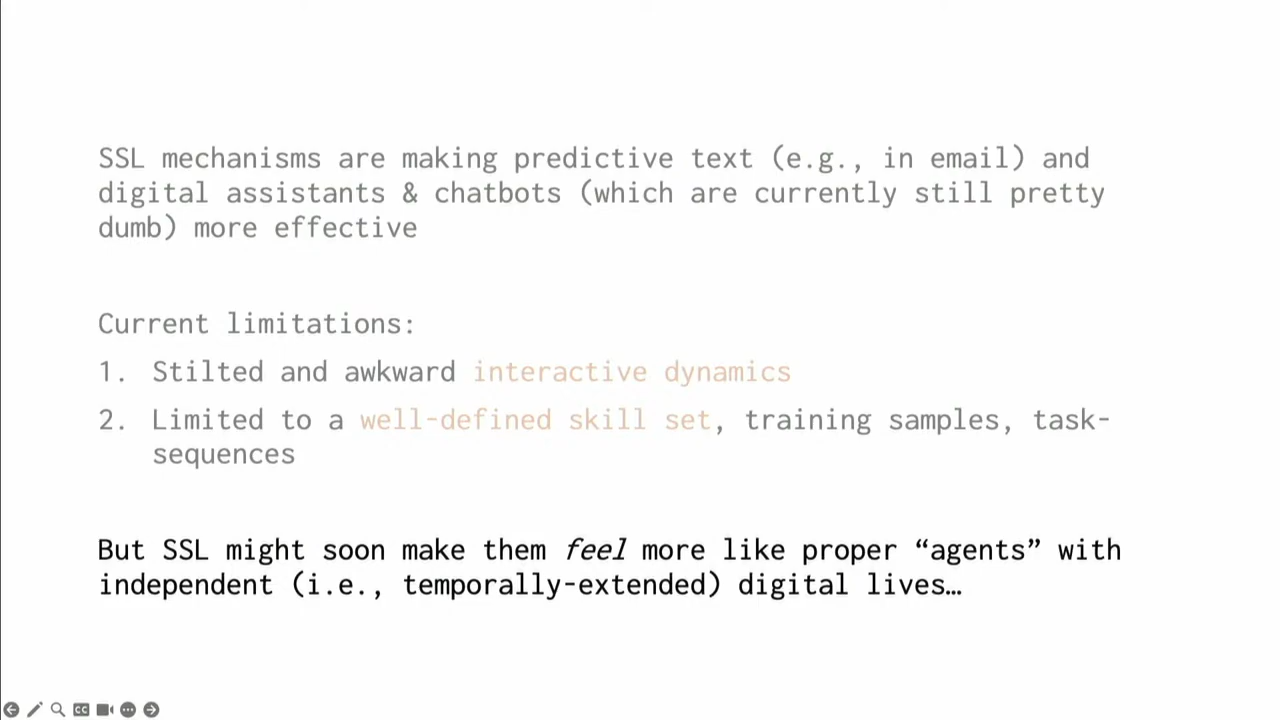 SSL mechanisms are making predictive text (e.g., in email) and
digital assistants & chatbots (which are currently still pretty
dumb) more effective
Current limitations:
1. Stilted and awkward interactive dynamics
2. Limited to a well-defined skill set, training samples, task-
sequences
But SSL might soon make them feel more like proper “agents” with
independent (i.e., temporally-extended) digital lives…
CC